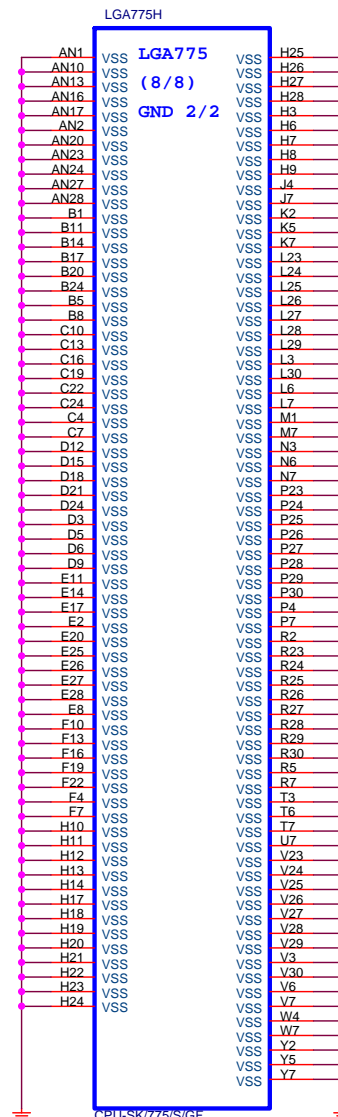 LGA775H
AN1 VSS LGA775 VSS H25
AN10 VSS VSS H26
AN13 VSS (8/8) VSS H27
AN16 VSS VSS H28
AN17 VSS GND 2/2 VSS H3
AN2 VSS VSS H6
AN20 VSS VSS H7
AN23 VSS VSS H8
AN24 VSS VSS H9
AN27 VSS VSS J4
AN28 VSS VSS J7
B1 VSS VSS K2
B11 VSS VSS K5
B14 VSS VSS K7
B17 VSS VSS L23
B20 VSS VSS L24
B24 VSS VSS L25
B5 VSS VSS L26
B8 VSS VSS L27
C10 VSS VSS L28
C13 VSS VSS L29
C16 VSS VSS L3
C19 VSS VSS L30
C22 VSS VSS L6
C24 VSS VSS L7
C4 VSS VSS M1
C7 VSS VSS M7
D12 VSS VSS N3
D15 VSS VSS N6
D18 VSS VSS N7
D21 VSS VSS P23
D24 VSS VSS P24
D3 VSS VSS P25
D5 VSS VSS P26
D6 VSS VSS P27
D9 VSS VSS P28
E11 VSS VSS P29
E14 VSS VSS P30
E17 VSS VSS P4
E2 VSS VSS P7
E20 VSS VSS R2
E25 VSS VSS R23
E26 VSS VSS R24
E27 VSS VSS R25
E28 VSS VSS R26
E8 VSS VSS R27
F10 VSS VSS R28
F13 VSS VSS R29
F16 VSS VSS R30
F19 VSS VSS R5
F22 VSS VSS R7
F4 VSS VSS T3
F7 VSS VSS T6
H10 VSS VSS T7
H11 VSS VSS U7
H12 VSS VSS V23
H13 VSS VSS V24
H14 VSS VSS V25
H17 VSS VSS V26
H18 VSS VSS V27
H19 VSS VSS V28
H20 VSS VSS V29
H21 VSS VSS V3
H22 VSS VSS V30
H23 VSS VSS V6
H24 VSS VSS V7
VSS W4
VSS W7
VSS Y2
VSS Y5
VSS Y7
CPU-SK/775/S/GF